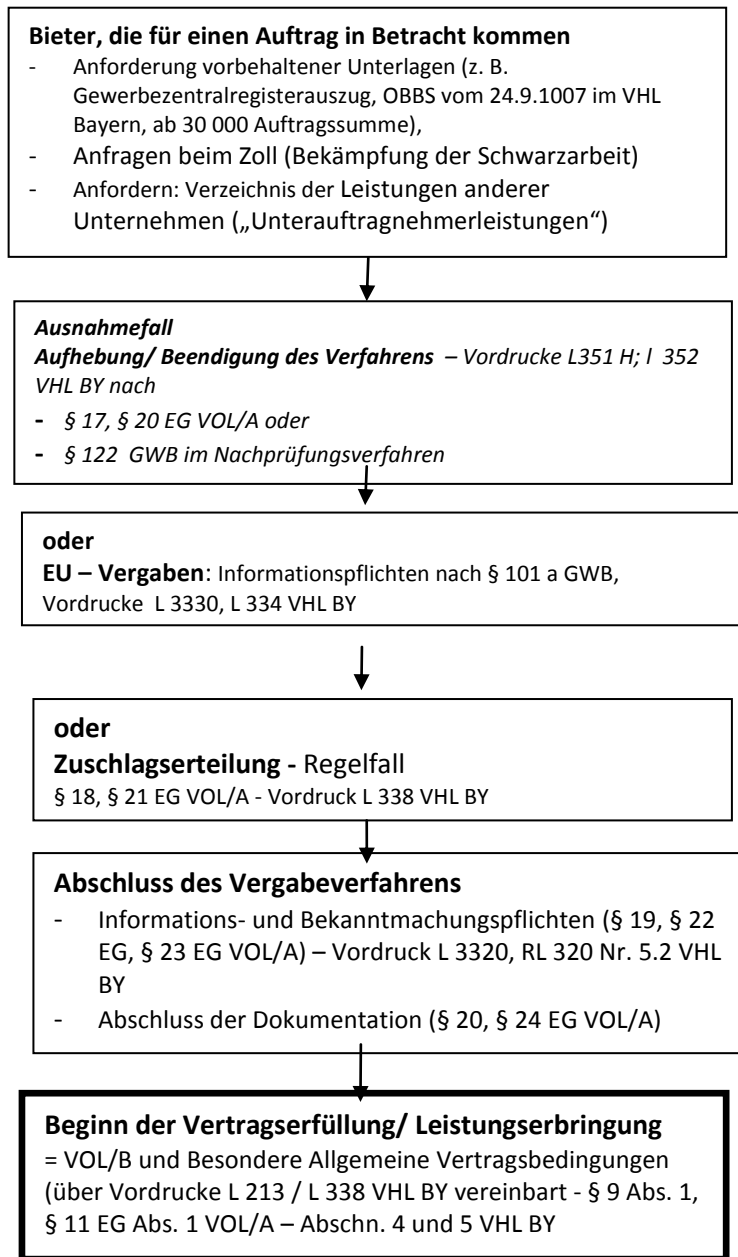 Bieter, die für einen Auftrag in Betracht kommen
- Anforderung vorbehaltener Unterlagen (z. B.
Gewerbezentralregisterauszug, OBBS vom 24.9.1007 im VHL
Bayern, ab 30 000 Auftragssumme),
- Anfragen beim Zoll (Bekämpfung der Schwarzarbeit)
- Anfordern: Verzeichnis der Leistungen anderer
Unternehmen („Unterauftragnehmerleistungen“)
Ausnahmefall
Aufhebung/ Beendigung des Verfahrens – Vordrucke L351 H; l 352
VHL BY nach
- § 17, § 20 EG VOL/A oder
- § 122 GWB im Nachprüfungsverfahren
oder
EU – Vergaben: Informationspflichten nach § 101 a GWB,
Vordrucke L 3330, L 334 VHL BY
oder
Zuschlagserteilung - Regelfall
§ 18, § 21 EG VOL/A - Vordruck L 338 VHL BY
Abschluss des Vergabeverfahrens
- Informations- und Bekanntmachungspflichten (§ 19, § 22
EG, § 23 EG VOL/A) – Vordruck L 3320, RL 320 Nr. 5.2 VHL
BY
- Abschluss der Dokumentation (§ 20, § 24 EG VOL/A)
Beginn der Vertragserfüllung/ Leistungserbringung
= VOL/B und Besondere Allgemeine Vertragsbedingungen
(über Vordrucke L 213 / L 338 VHL BY vereinbart - § 9 Abs. 1,
§ 11 EG Abs. 1 VOL/A – Abschn. 4 und 5 VHL BY